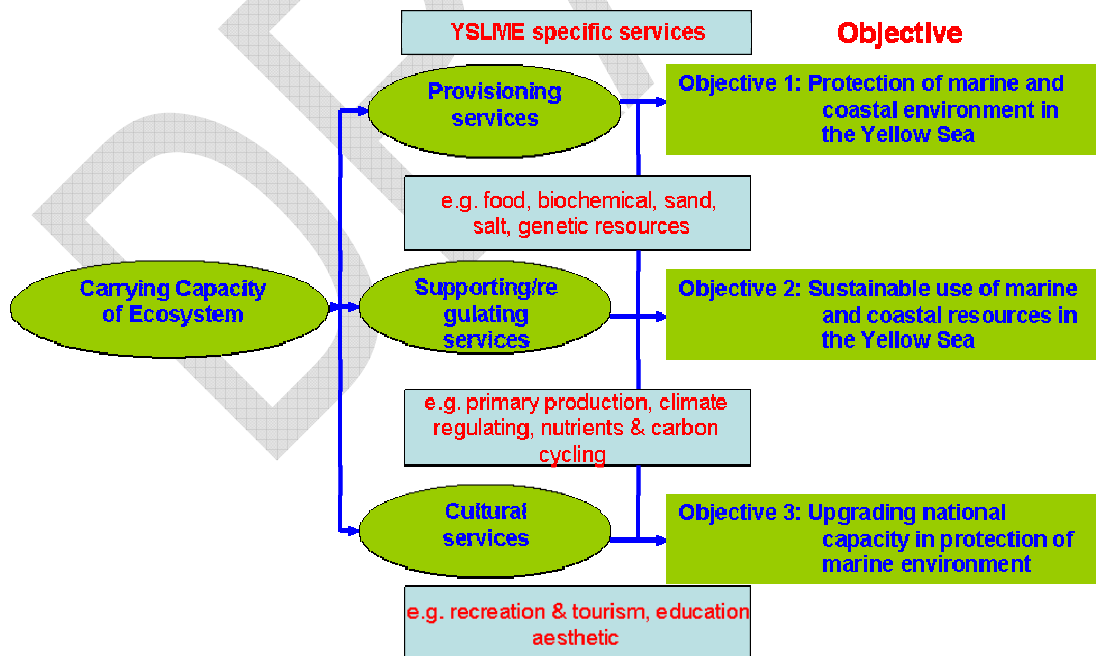 YSLME specific services
Objective
Provisioning
services
Objective 1: Protection of marine and
coastal environment in
the Yellow Sea
e.g. food, biochemical, sand,
salt, genetic resources
Carrying Capacity
of Ecosystem
Supporting/re
gulating
services
Objective 2: Sustainable use of marine
and coastal resources in
the Yellow Sea
e.g. primary production, climate
regulating, nutrients & carbon
cycling
Cultural
services
Objective 3: Upgrading national
capacity in protection of
marine environment
e.g. recreation & tourism, education
aesthetic